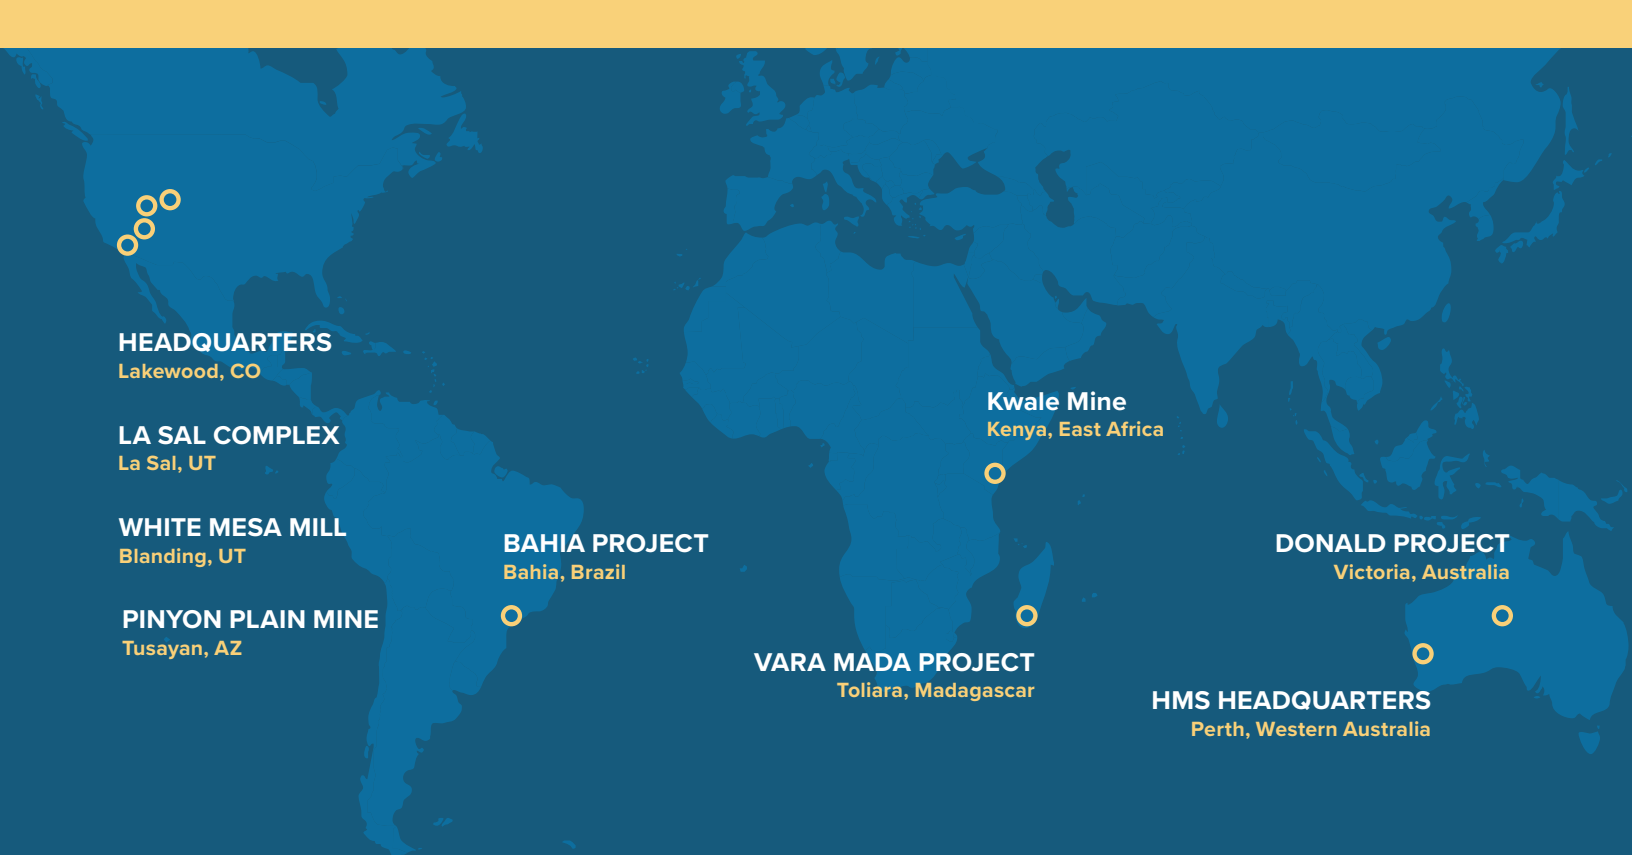 HEADQUARTERS
Lakewood, CO
LA SAL COMPLEX
La Sal, UT
WHITE MESA MILL
Blanding, UT
PINYON PLAIN MINE
Tusayan, AZ
BAHIA PROJECT
Bahia, Brazil
Kwale Mine
Kenya, East Africa
VARA MADA PROJECT
Toliara, Madagascar
DONALD PROJECT
Victoria, Australia
HMS HEADQUARTERS
Perth, Western Australia